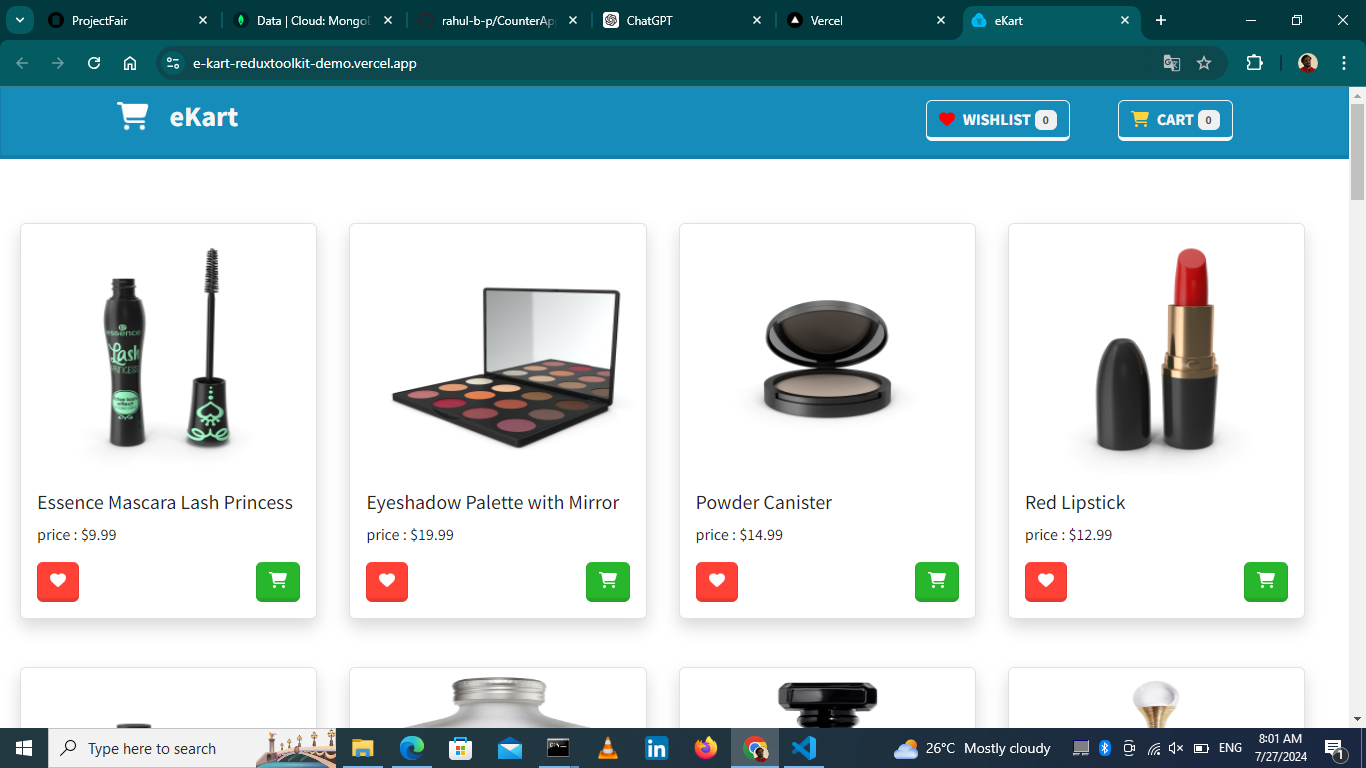 ProjectFair
Data | Cloud: Mongo
rahul-b-p/CounterAp
ChatGPT
Vercel
eKart
e-kart-reduxtoolkit-demo.vercel.app
eKart
WISHLIST 0
CART 0
essence
Lash
PRINCESS
Essence Mascara Lash Princess
price : $9.99
Eyeshadow Palette with Mirror
price : $19.99
Powder Canister
price : $14.99
Red Lipstick
price : $12.99
Type here to search
26°C Mostly cloudy
ENG
8:01 AM
7/27/2024
1